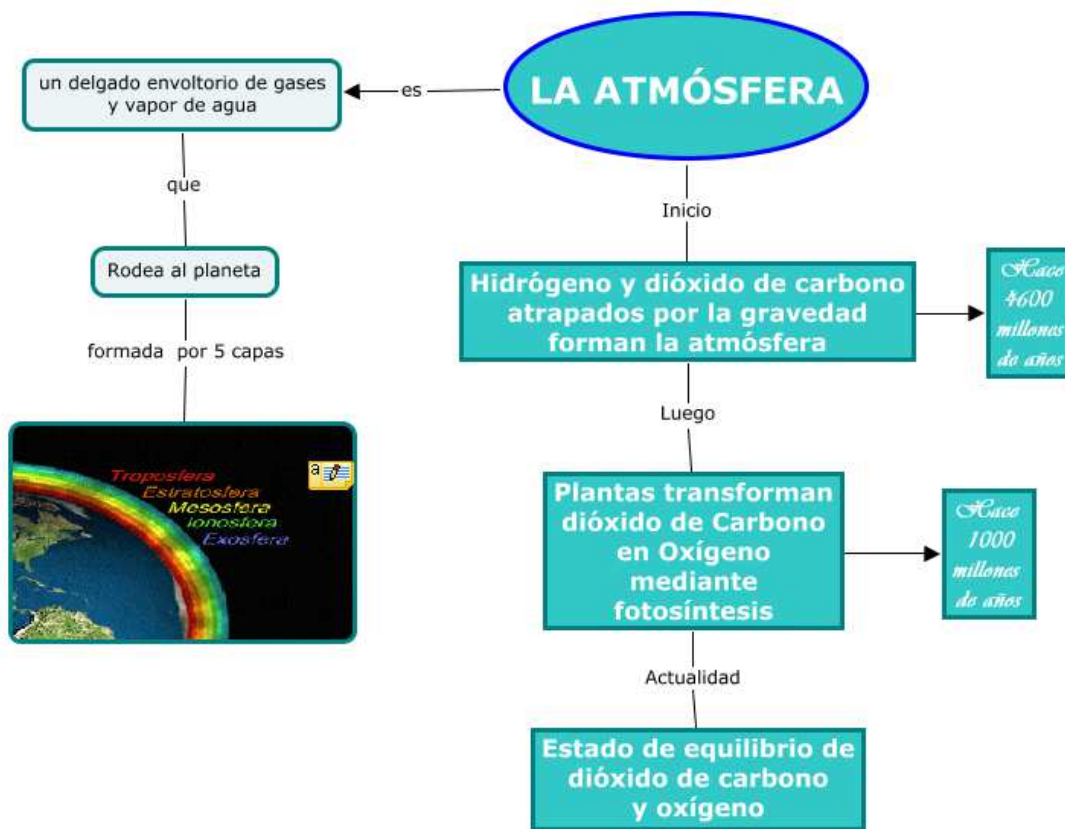 LA ATMÓSFERA
es
un delgado envoltorio de gases
y vapor de agua
que
Rodea al planeta
formada por 5 capas
Troposfera
Estratosfera
Mesosfera
Ionosfera
Exosfera
a
Inicio
Hidrógeno y dióxido de carbono
atrapados por la gravedad
forman la atmósfera
Hace
4600
millones
de años
Luego
Plantas transforman
dióxido de Carbono
en Oxígeno
mediante
fotosíntesis
Hace
1000
millones
de años
Actualidad
Estado de equilibrio de
dióxido de carbono
y oxígeno